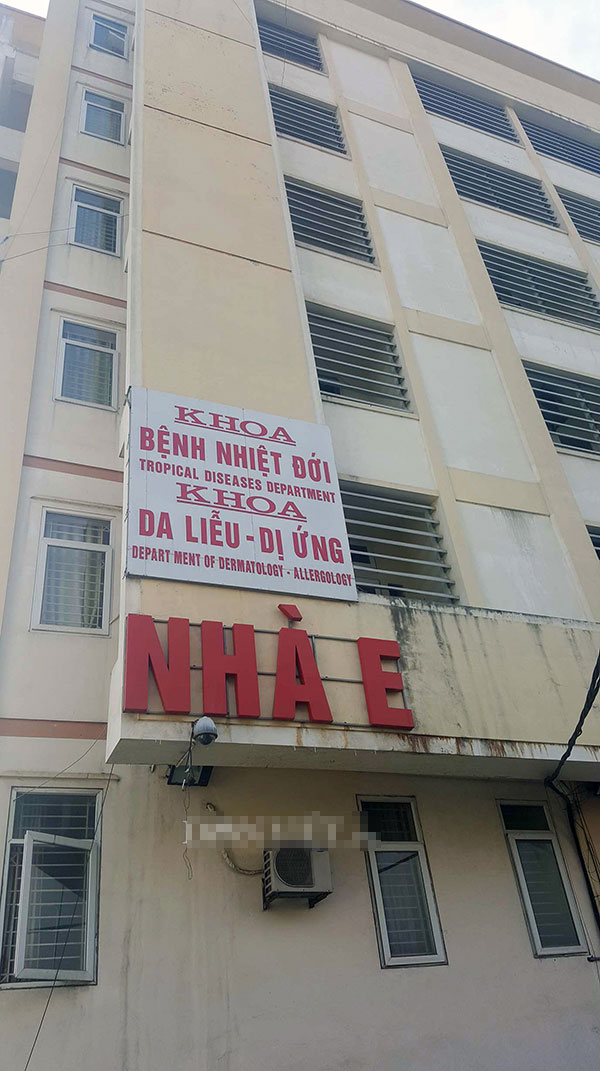 KHOA
BỆNH NHIỆT ĐỚI
TROPICAL DISEASES DEPARTMENT
KHOA
DA LIỄU - DỊ ỨNG
DEPART MENT OF DERMATOLOGY - ALLERGOLOGY
NHÀ E